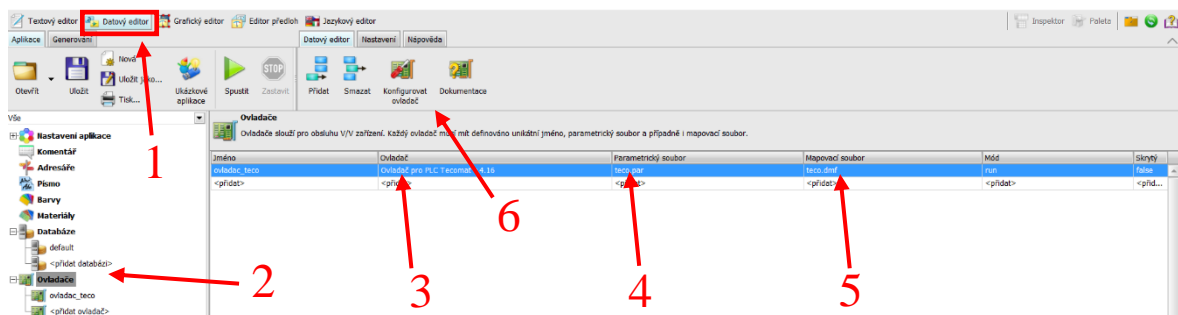 Textový editor Datový editor Grafický editor Editor předloh Jazykový editor Inspektor Paleta
Aplikace Generování Datový editor Nastavení Nápověda
Otevřít Uložit Nová Uložit jako... Tisk... Ukázkové aplikace Spustit Zastavit Přidat Smazat Konfigurovat ovladač Dokumentace
1
6
Vše
Nastavení aplikace
Komentář
Adresáře
Písmo
Barvy
Materiály
Databáze
default
<přidat databázi>
Ovladače
ovladac_teco
<přidat ovladač>
2
Ovladače
Ovladače slouží pro obsluhu V/V zařízení. Každý ovladač musí mít definováno unikátní jméno, parametrický soubor a případně i mapovací soubor.
Jméno Ovladač Parametrický soubor Mapovací soubor Mód Skrytý
ovladac_teco Ovladač pro PLC Tecomat 4.16 teco.par teco.dmf run false
<přidat> <přidat> <přidat> <přidat> <přidat> <přid...
3 4 5